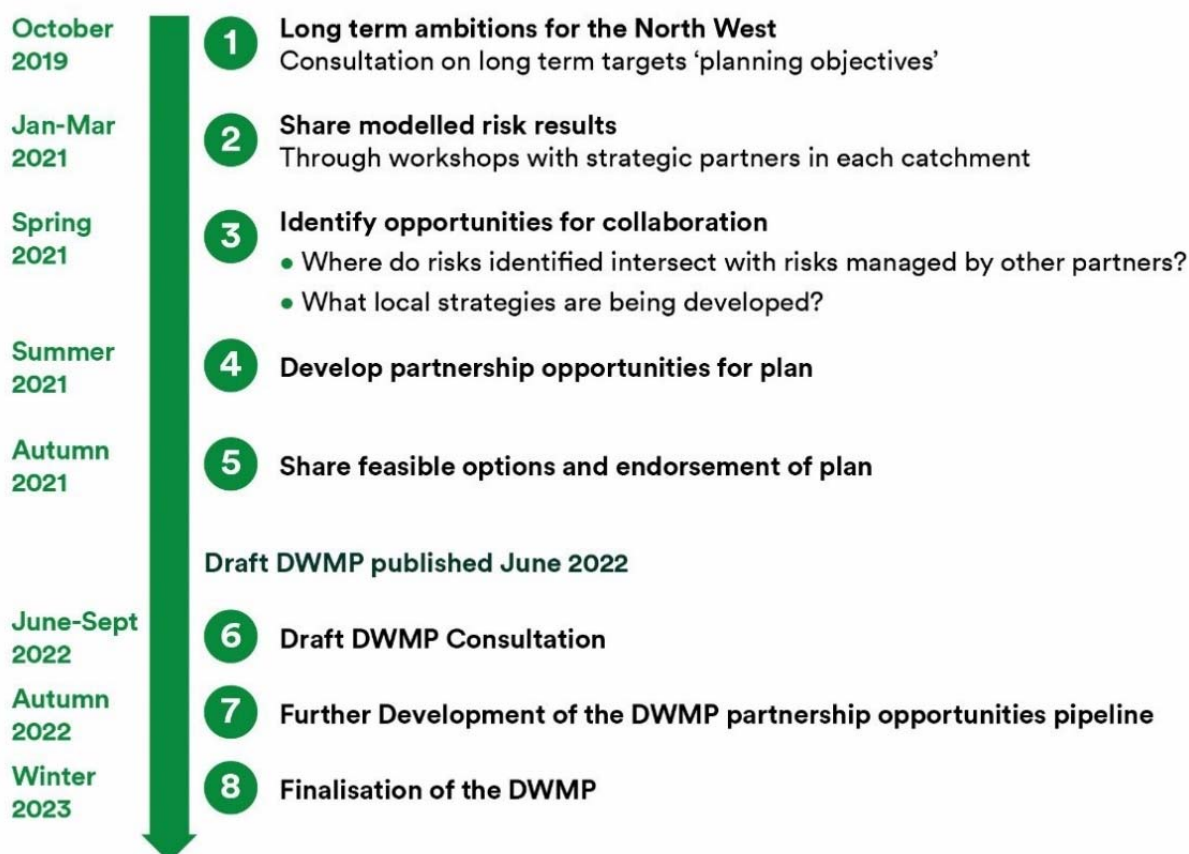 October
2019
1
Long term ambitions for the North West
Consultation on long term targets ‘planning objectives’
Jan-Mar
2021
2
Share modelled risk results
Through workshops with strategic partners in each catchment
Spring
2021
3
Identify opportunities for collaboration
• Where do risks identified intersect with risks managed by other partners?
• What local strategies are being developed?
Summer
2021
4
Develop partnership opportunities for plan
Autumn
2021
5
Share feasible options and endorsement of plan
Draft DWMP published June 2022
June-Sept
2022
6
Draft DWMP Consultation
Autumn
2022
7
Further Development of the DWMP partnership opportunities pipeline
Winter
2023
8
Finalisation of the DWMP